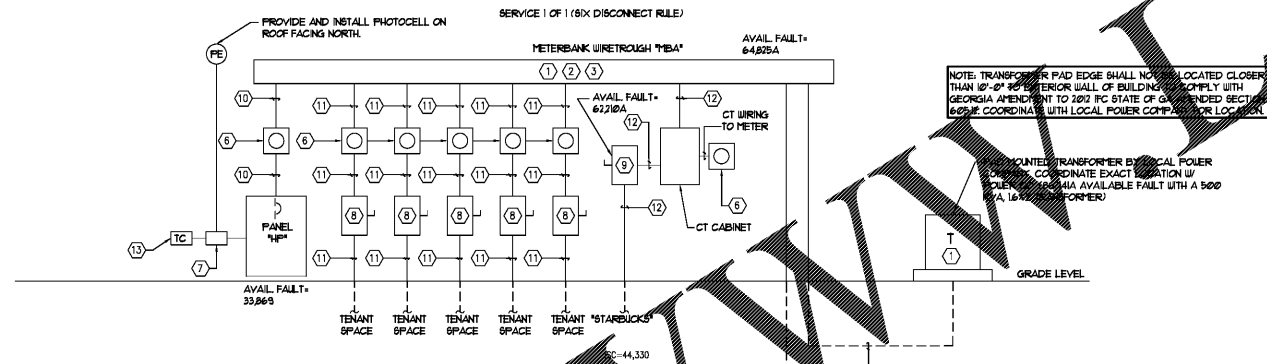 SERVICE 1 OF 1 (SIX DISCONNECT RULE)
PROVIDE AND INSTALL PHOTOCELL ON
ROOF FACING NORTH.
PE
METERBANK WIRETROUGH "MBA"
AVAIL. FAULT=
64,825A
1 2 3
NOTE: TRANSFORMER PAD EDGE SHALL NOT BE LOCATED CLOSER
THAN 10'-0" TO EXTERIOR WALL OF BUILDING TO COMPLY WITH
GEORGIA AMENDMENT TO 2012 IFC STATE OF GA AMENDED SECTION
COORDINATE WITH LOCAL POWER COMPANY FOR LOCATION.
10 11 11 11 11 11
AVAIL. FAULT=
62,210A
12
12
CT WIRING
TO METER
6 6
9
10 11 11 11 11 11
PAD MOUNTED TRANSFORMER BY LOCAL POWER
COMPANY. COORDINATE EXACT LOCATION W/
POWER AVAILABLE FAULT WITH A 500
KVA, TRANSFORMER)
PANEL
"HP"
8 8 8 8 8
12
6
CT CABINET
TC
13
7
11 11 11 11 11
T
1
GRADE LEVEL
AVAIL. FAULT=
33,869
TENANT
SPACE
TENANT
SPACE
TENANT
SPACE
TENANT
SPACE
TENANT
SPACE
"STARBUCKS"
=44,330
WWW L